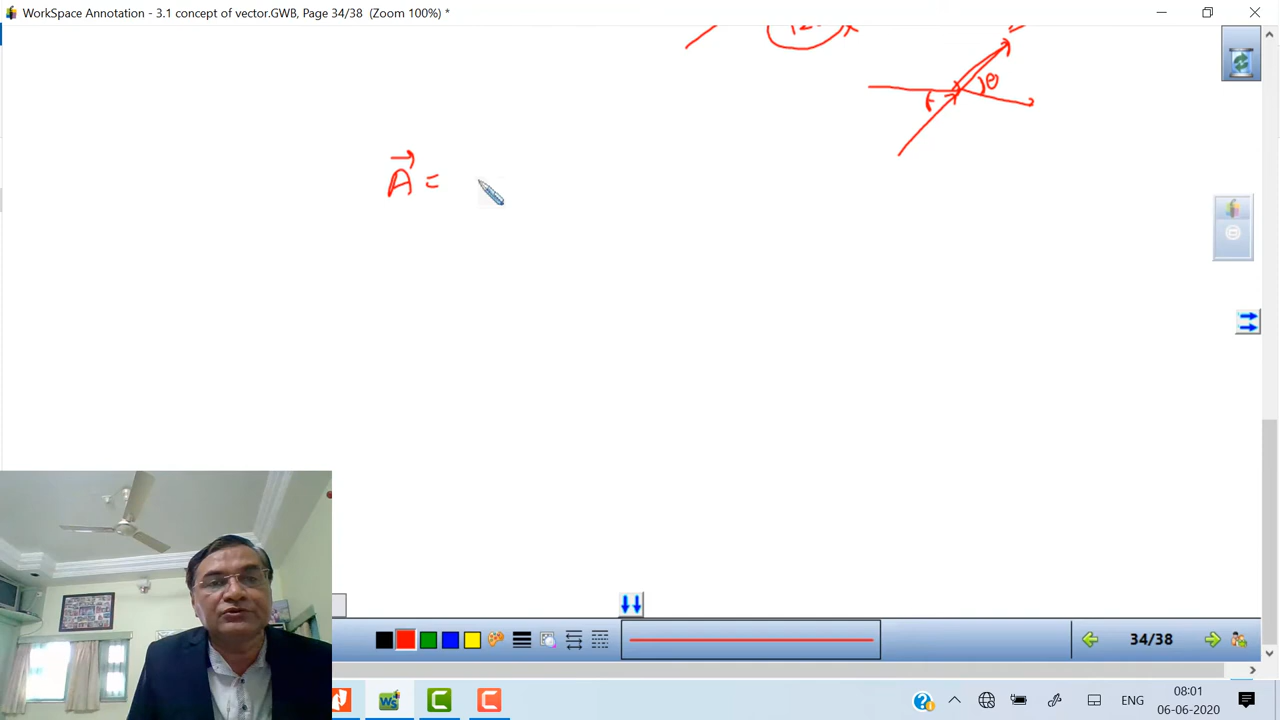 WorkSpace Annotation - 3.1 concept of vector.GWB, Page 34/38 (Zoom 100%) *
θ
A⃗ =
34/38
WS
ENG
08:01
06-06-2020